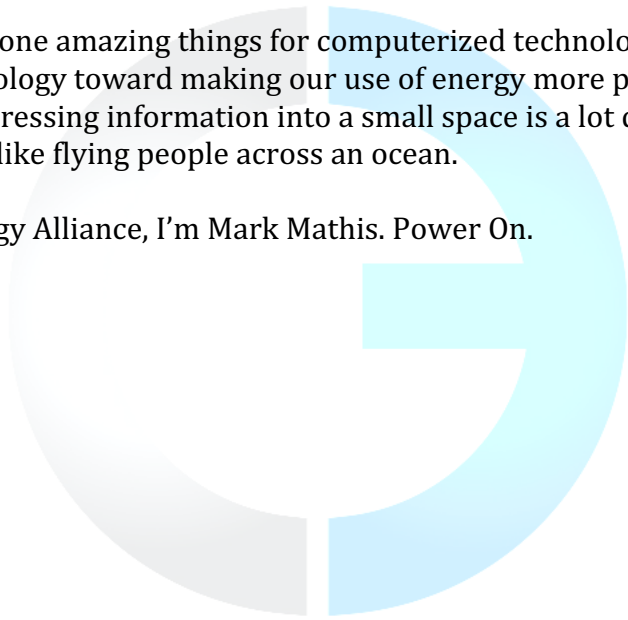 one amazing things for computerized technolo
ology toward making our use of energy more p
ressing information into a small space is a lot
like flying people across an ocean.
gy Alliance, I’m Mark Mathis. Power On.